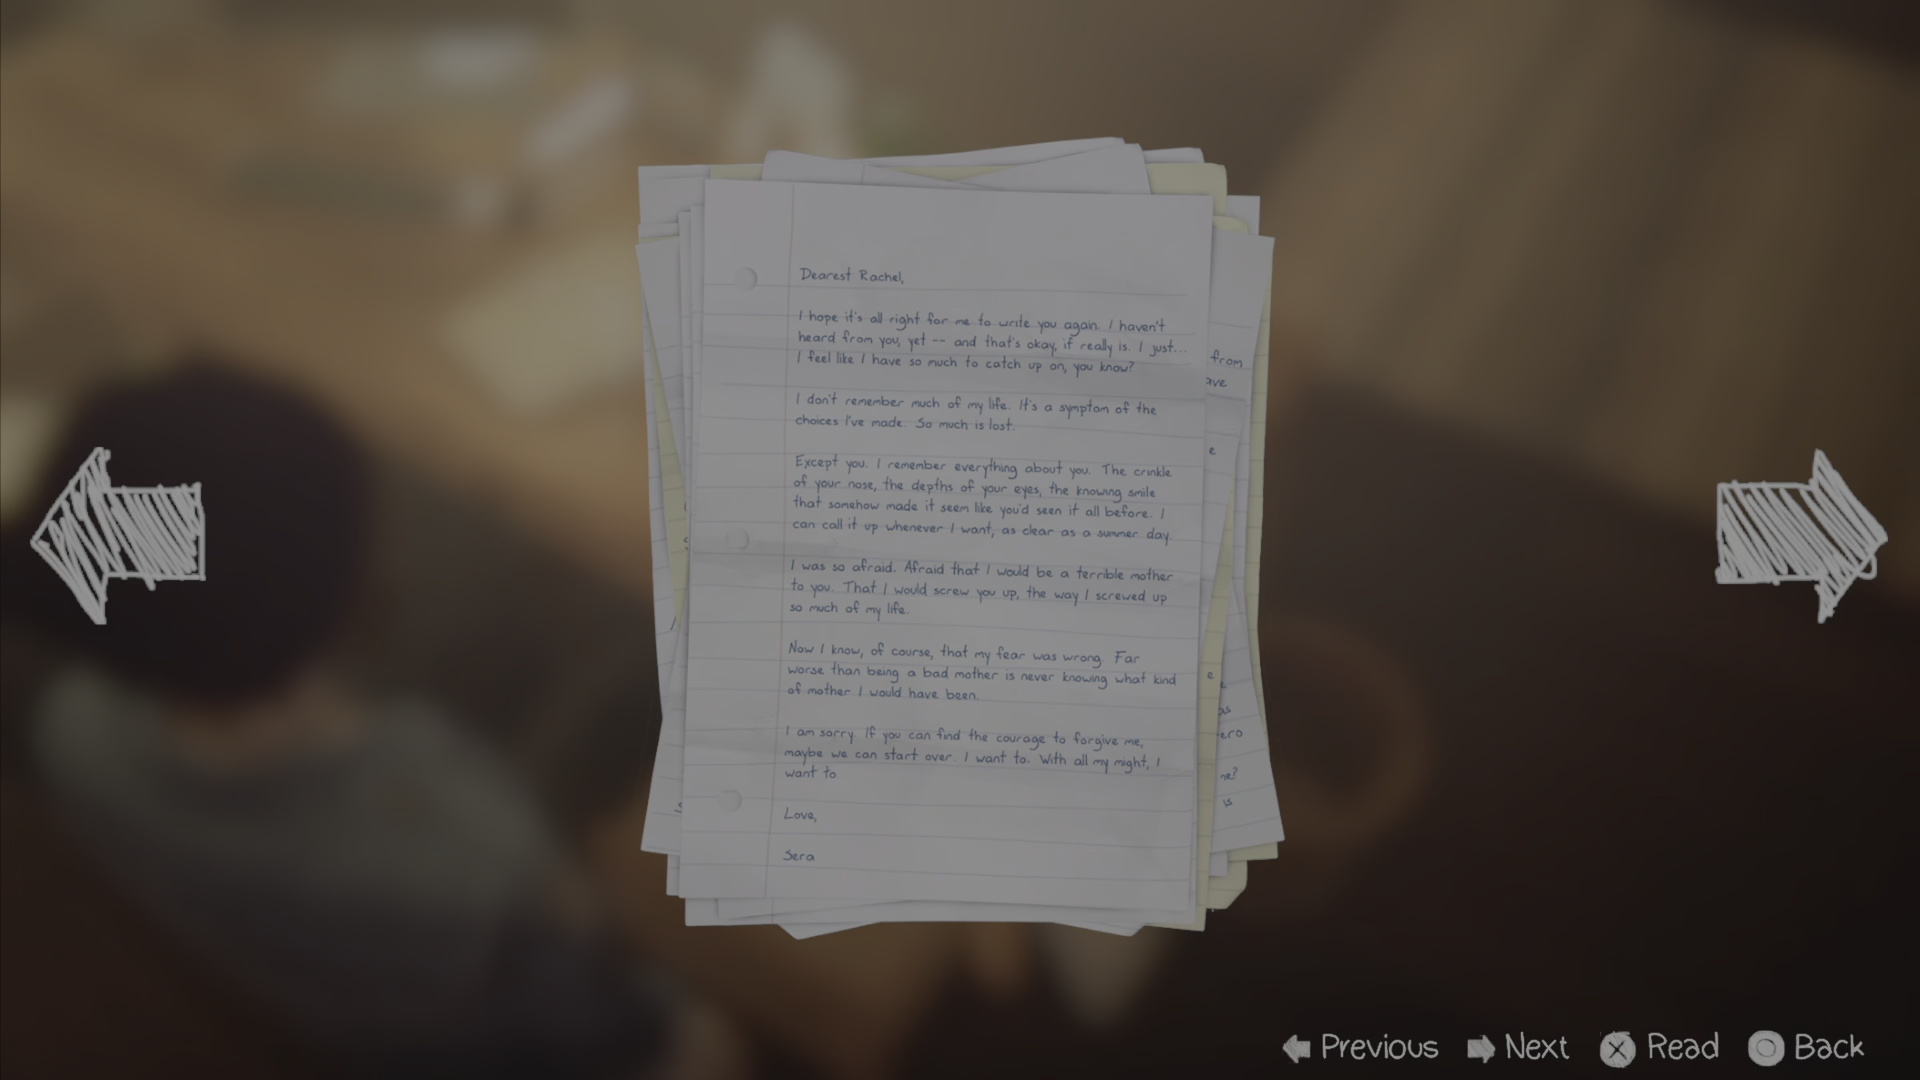 Dearest Rachel,
I hope it's all right for me to write you again. I haven't
heard from you, yet -- and that's okay, if really is. I just...
I feel like I have so much to catch up on, you know?
I don't remember much of my life. It's a symptom of the
choices I've made. So much is lost.
Except you. I remember everything about you. The crinkle
of your nose, the depths of your eyes, the knowing smile
that somehow made it seem like you'd seen it all before. I
can call it up whenever I want, as clear as a summer day.
I was so afraid. Afraid that I would be a terrible mother
to you. That I would screw you up, the way I screwed up
so much of my life.
Now I know, of course, that my fear was wrong. Far
worse than being a bad mother is never knowing what kind
of mother I would have been.
I am sorry. If you can find the courage to forgive me,
maybe we can start over. I want to. With all my might, I
want to
Love,
Sera
from
ave
e
e
as
ero
me?
is
Previous
Next
Read
Back